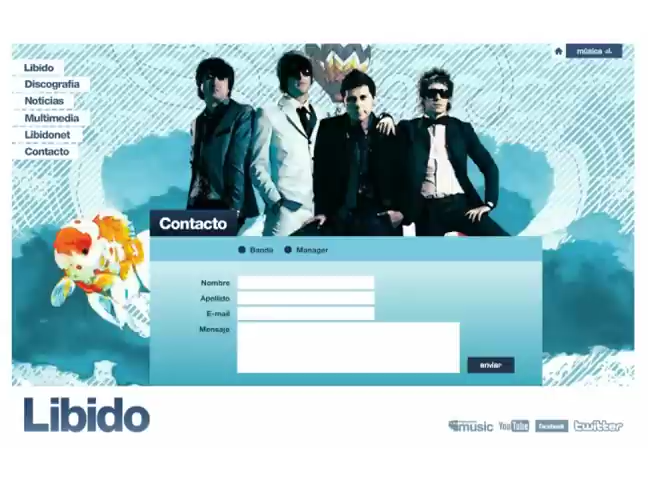 música
Libido
Discografía
Noticias
Multimedia
Libidonet
Contacto
Contacto
Banda Manager
Nombre
Apellido
E-mail
Mensaje
enviar
Libido
music YouTube facebook twitter